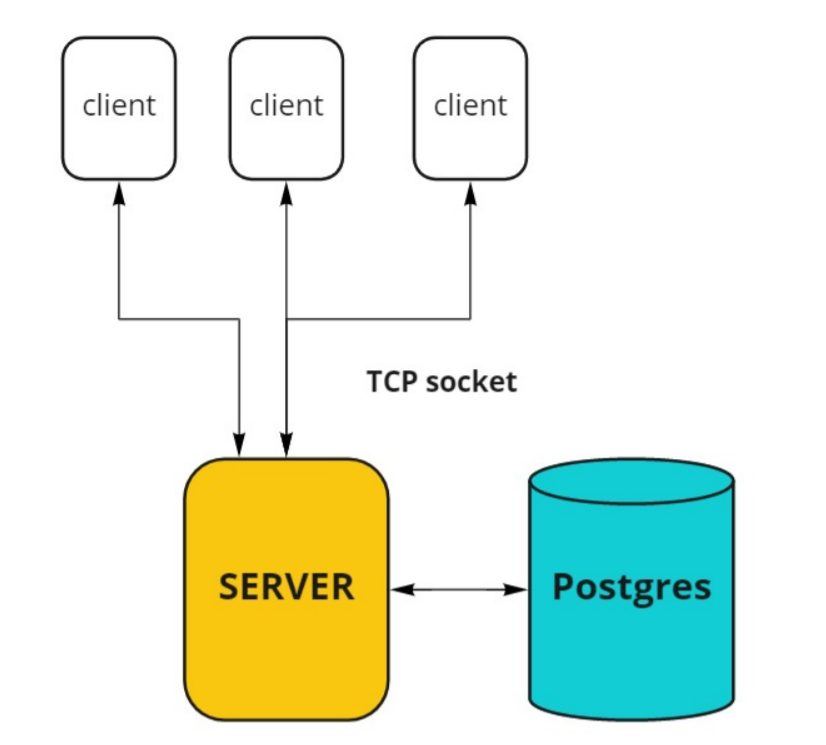 client
client
client
TCP socket
SERVER
Postgres